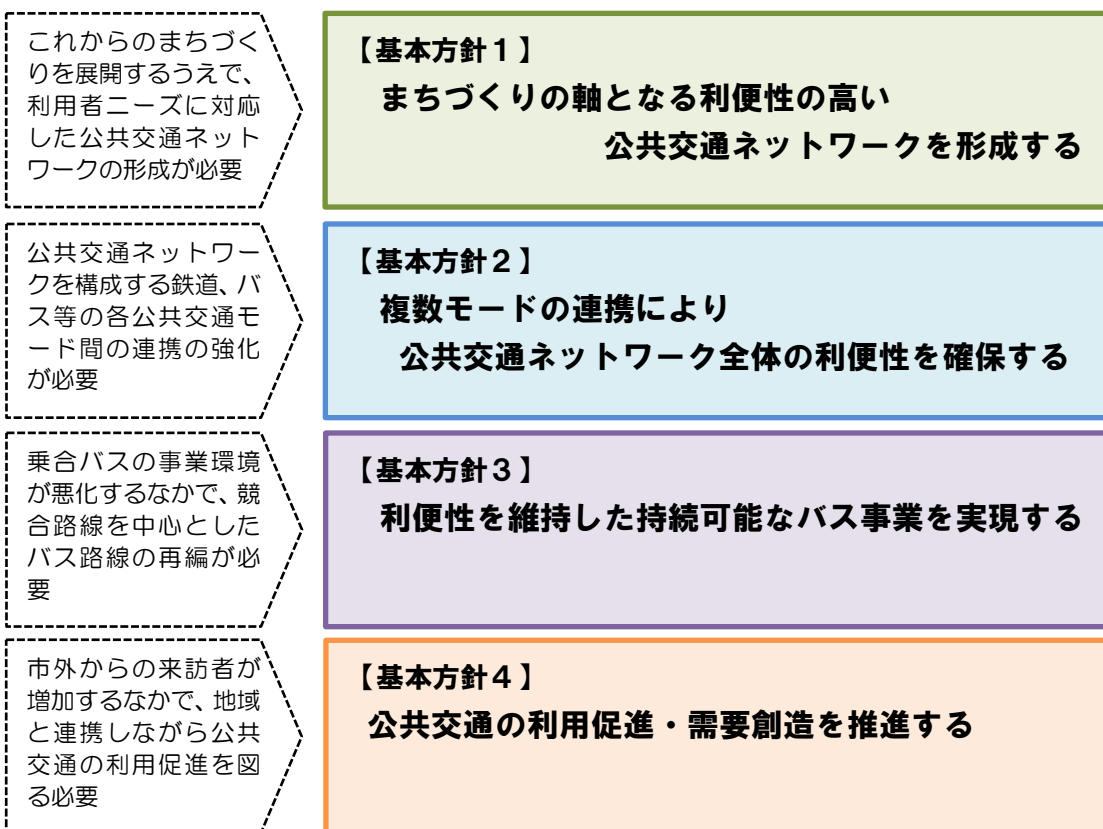 これからのまちづく
りを展開するうえで、
利用者ニーズに対応
した公共交通ネット
ワークの形成が必要
【基本方針１】
まちづくりの軸となる利便性の高い
公共交通ネットワークを形成する
公共交通ネットワー
クを構成する鉄道、バ
ス等の各公共交通モ
ード間の連携の強化
が必要
【基本方針２】
複数モードの連携により
公共交通ネットワーク全体の利便性を確保する
乗合バスの事業環境
が悪化するなかで、競
合路線を中心とした
バス路線の再編が必
要
【基本方針３】
利便性を維持した持続可能なバス事業を実現する
市外からの来訪者が
増加するなかで、地域
と連携しながら公共
交通の利用促進を図
る必要
【基本方針４】
公共交通の利用促進・需要創造を推進する